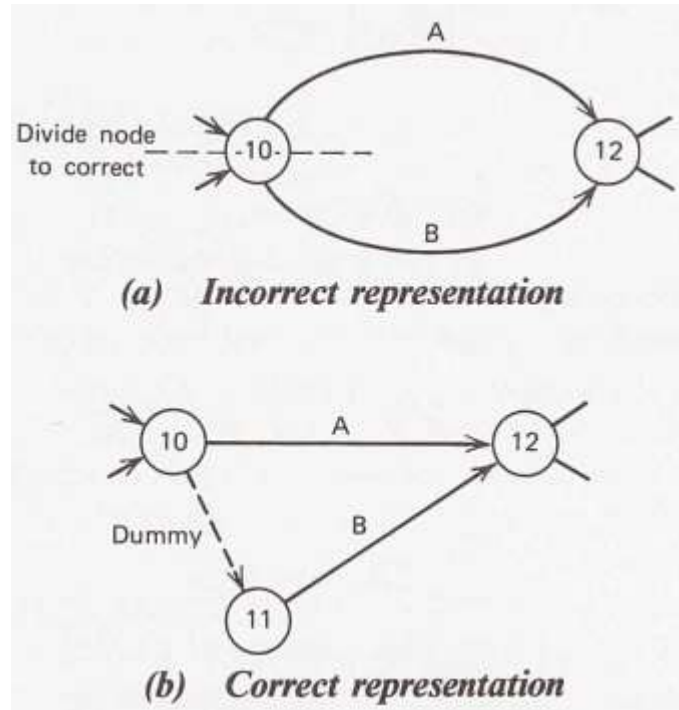 A
Divide node
to correct
-10-
12
B
(a) Incorrect representation
10
A
12
Dummy
B
11
(b) Correct representation